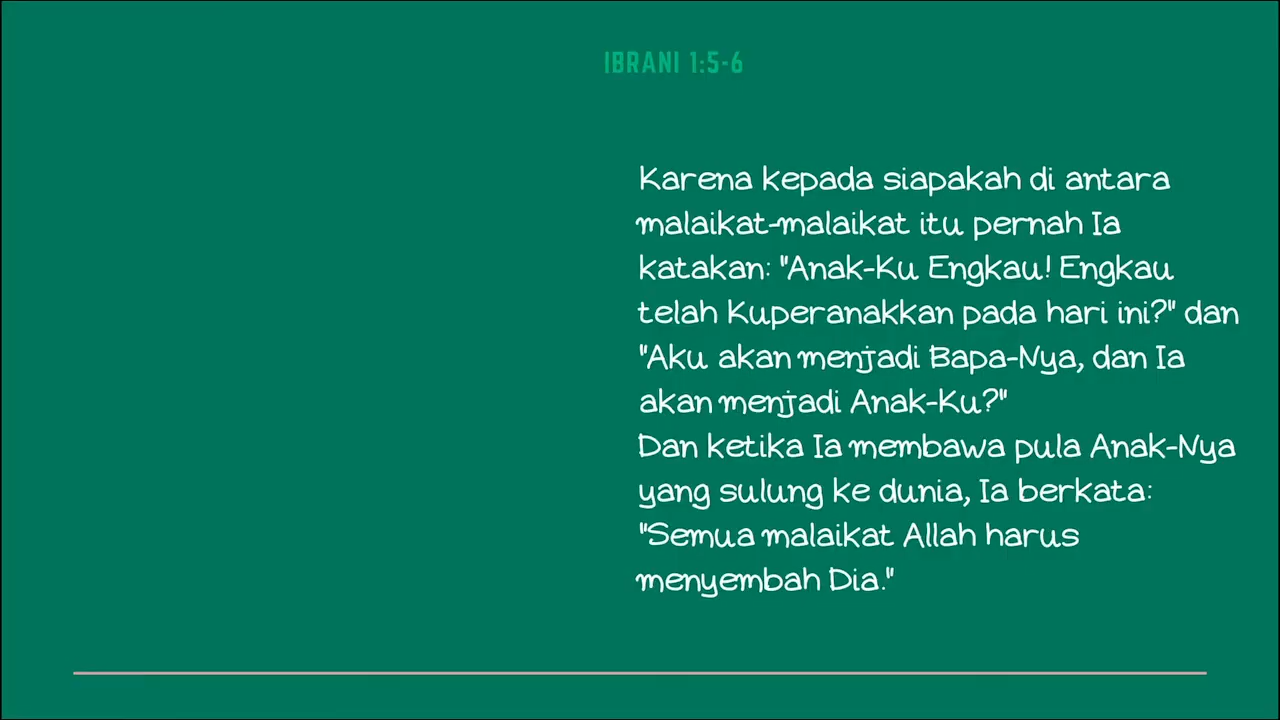 IBRANI 1:5-6
Karena kepada siapakah di antara
malaikat-malaikat itu pernah Ia
katakan: "Anak-Ku Engkau! Engkau
telah Kuperanakkan pada hari ini?" dan
"Aku akan menjadi Bapa-Nya, dan Ia
akan menjadi Anak-Ku?"
Dan ketika Ia membawa pula Anak-Nya
yang sulung ke dunia, Ia berkata:
"Semua malaikat Allah harus
menyembah Dia."